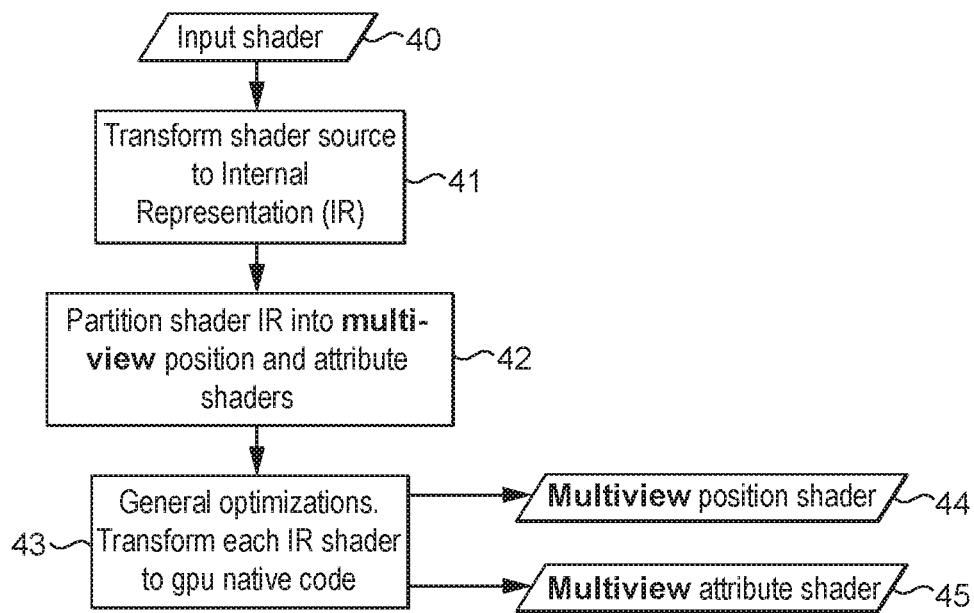 Input shader
40
Transform shader source
to Internal
Representation (IR)
41
Partition shader IR into multi-
view position and attribute
shaders
42
General optimizations.
Transform each IR shader
to gpu native code
43
Multiview position shader
44
Multiview attribute shader
45